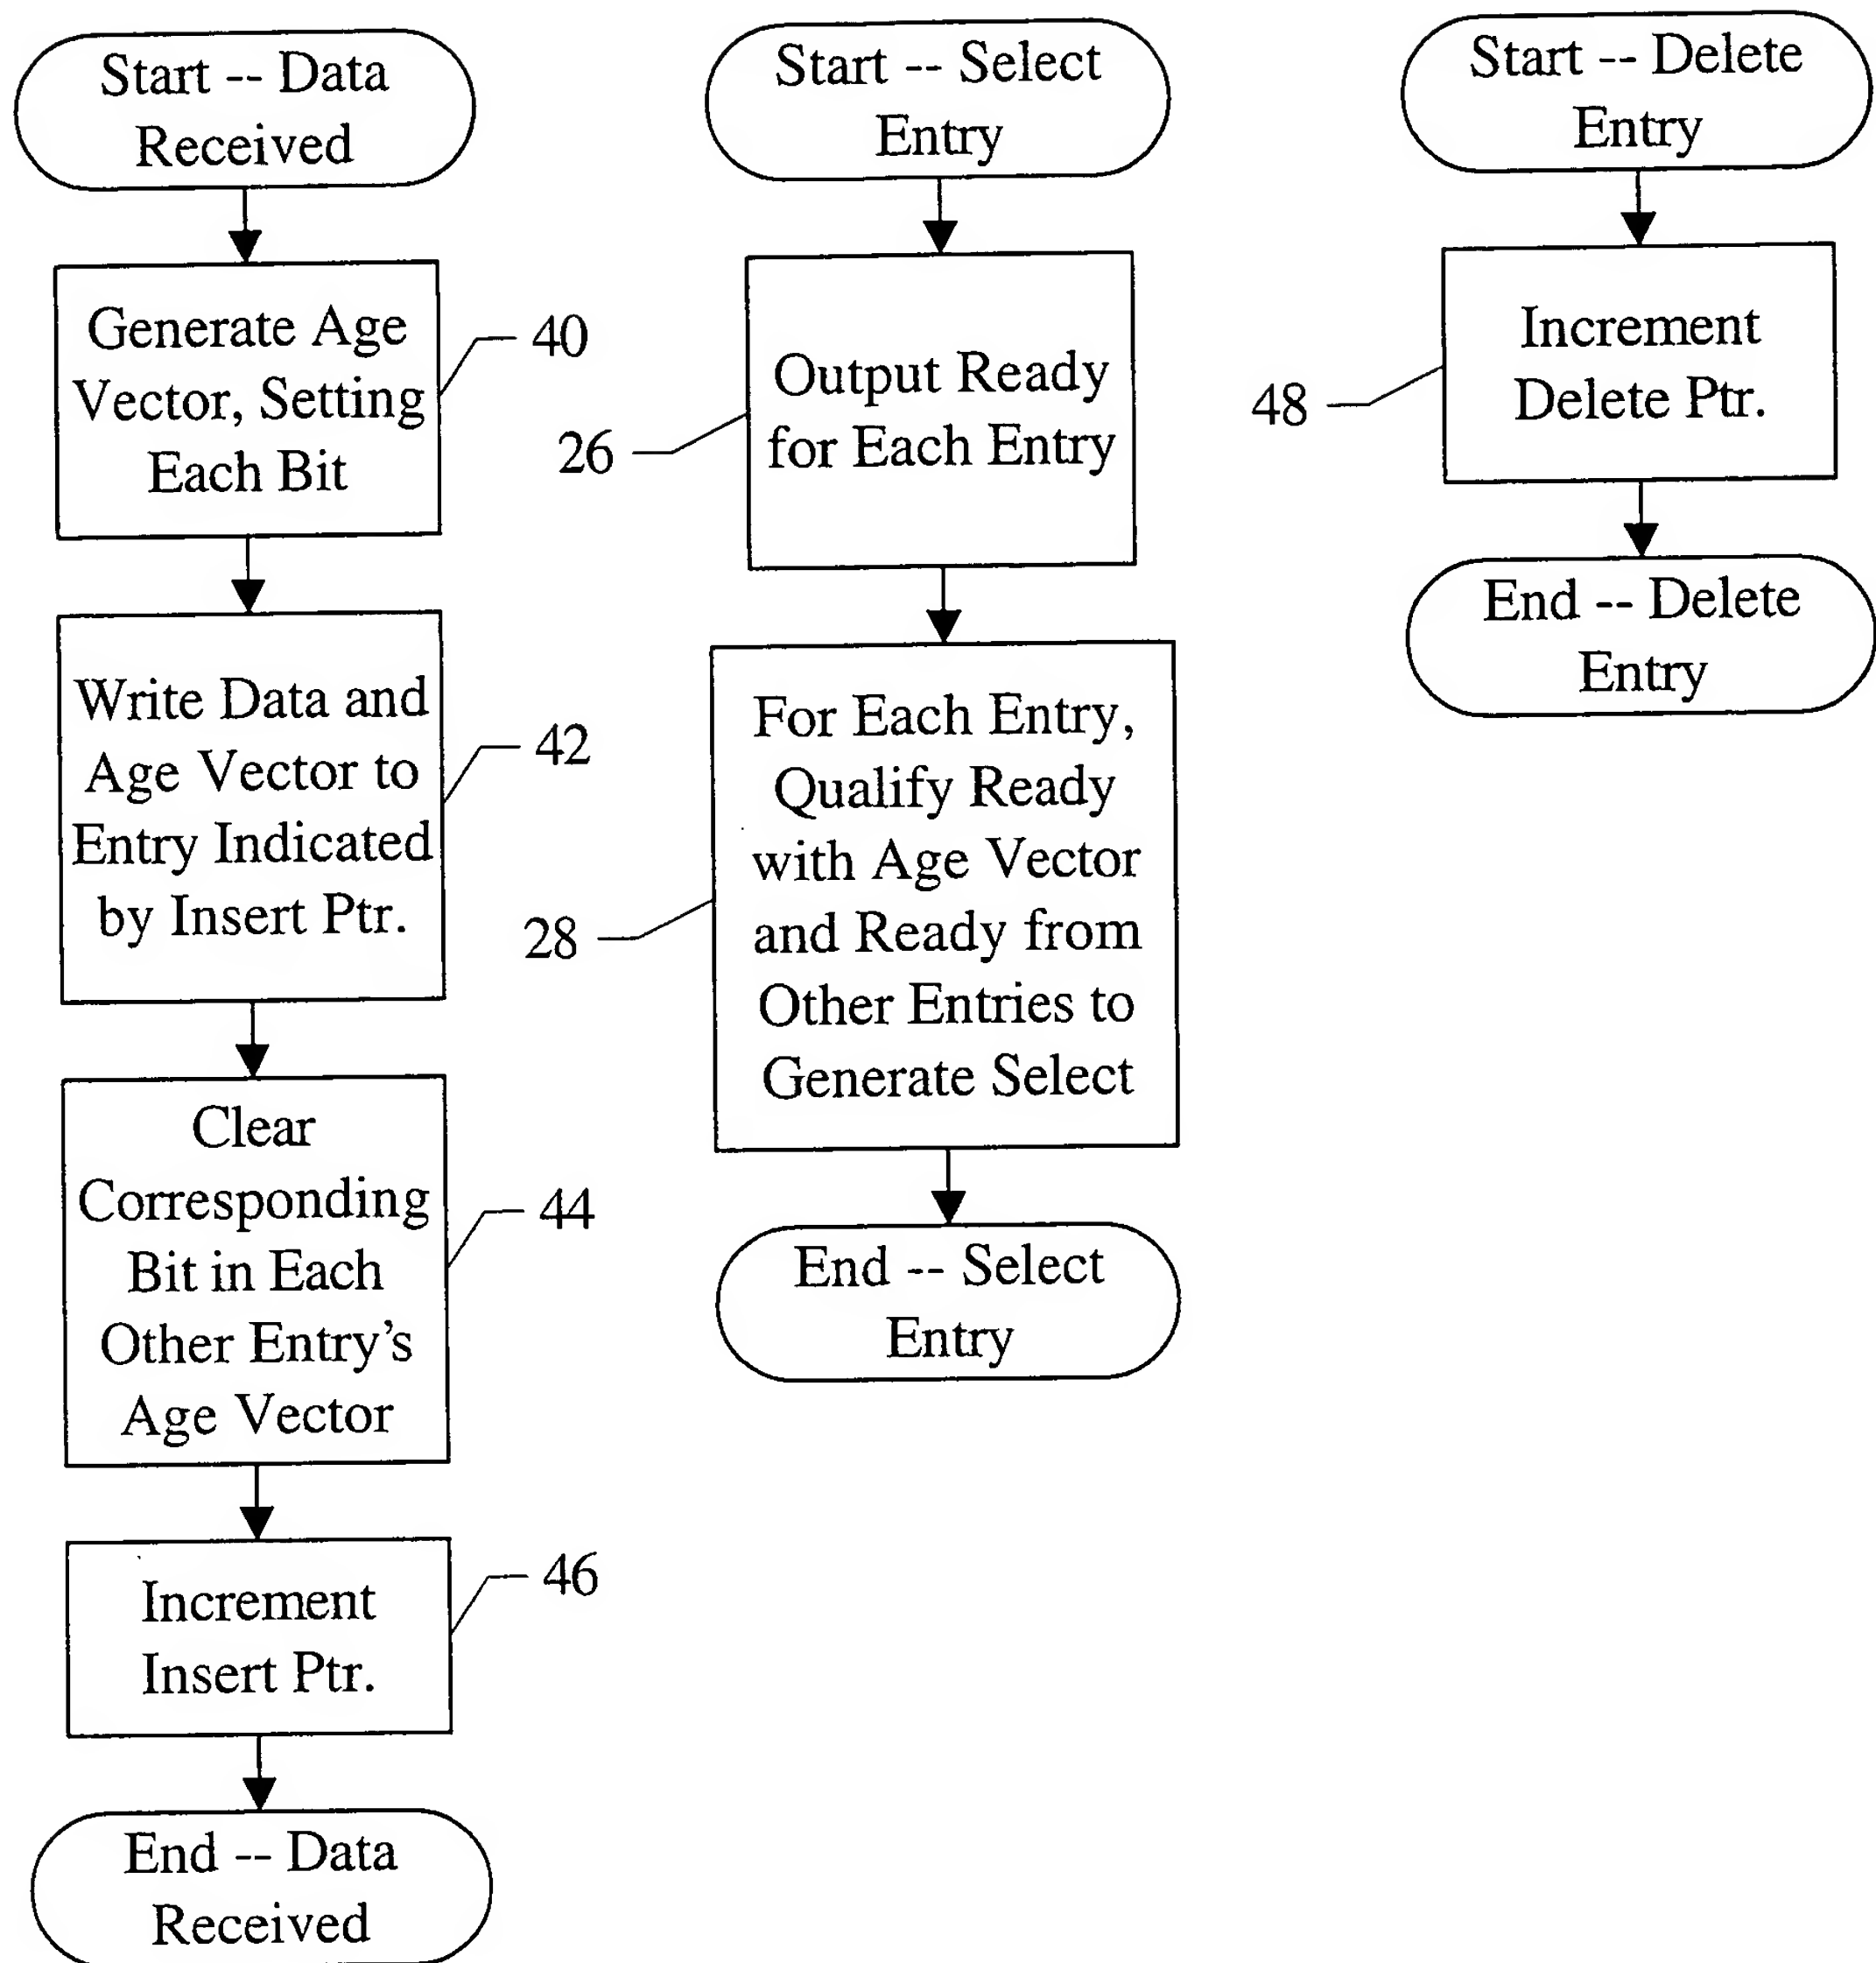 Start -- Data
Received
Generate Age
Vector, Setting
Each Bit
40
Write Data and
Age Vector to
Entry Indicated
by Insert Ptr.
42
Clear
Corresponding
Bit in Each
Other Entry's
Age Vector
44
Increment
Insert Ptr.
46
End -- Data
Received
Start -- Select
Entry
Output Ready
for Each Entry
26
For Each Entry,
Qualify Ready
with Age Vector
and Ready from
Other Entries to
Generate Select
28
End -- Select
Entry
Start -- Delete
Entry
Increment
Delete Ptr.
48
End -- Delete
Entry